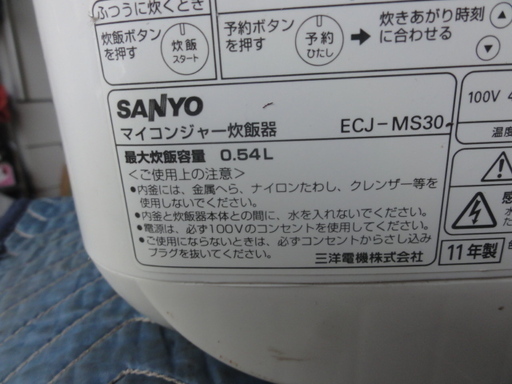 ふつうに炊くとき
炊飯ボタン
を押す
炊飯
スタート
予約ボタン
を押す
予約
ひたし
炊きあがり時刻
に合わせる
SANYO
マイコンジャー炊飯器
ECJ-MS30
100V
最大炊飯容量 0.54L
<ご使用上の注意>
•内釜には、金属へら、ナイロンたわし、クレンザー等を
使用しないでください。
•内釜と炊飯器本体との間に、水を入れないでください。
•電源は、必ず100Vのコンセントを使用してください。
•ご使用にならないときは、必ずコンセントからさし込み
プラグを抜いてください。
三洋電機株式会社
11年製
温度